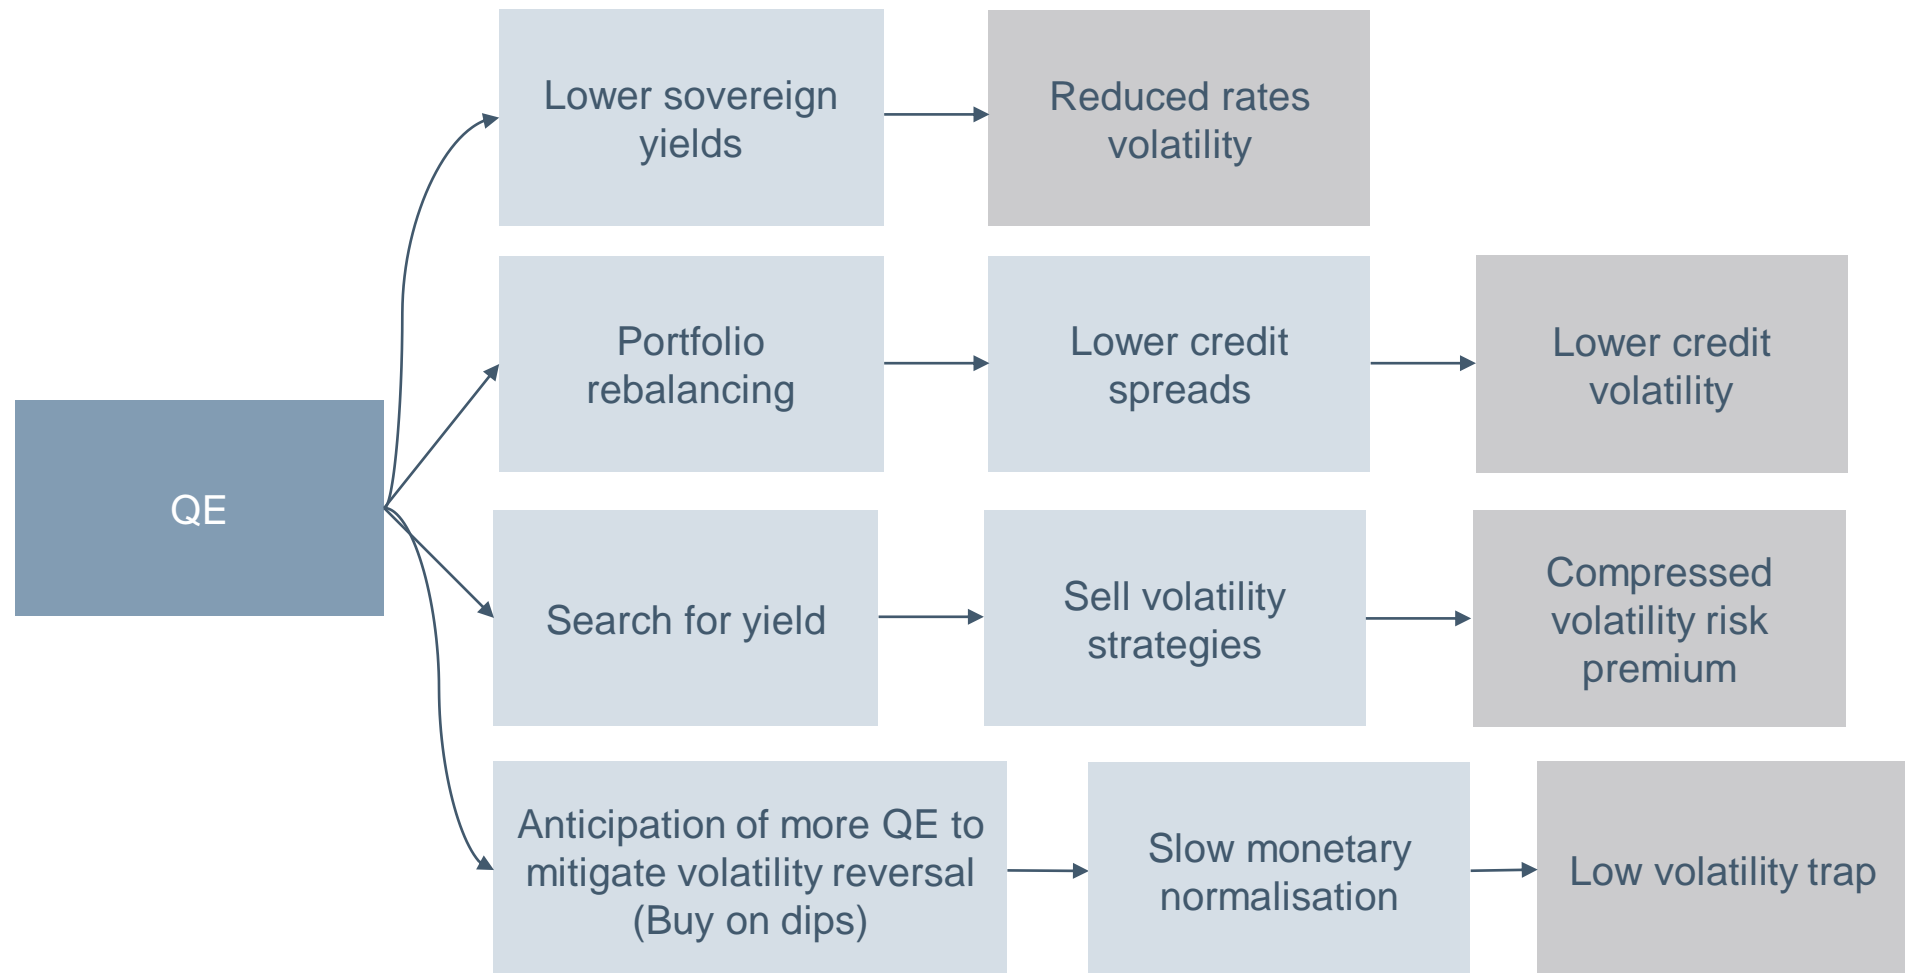 Lower sovereign
yields
Reduced rates
volatility
Portfolio
rebalancing
Lower credit
spreads
Lower credit
volatility
QE
Search for yield
Sell volatility
strategies
Compressed
volatility risk
premium
Anticipation of more QE to
mitigate volatility reversal
(Buy on dips)
Slow monetary
normalisation
Low volatility trap